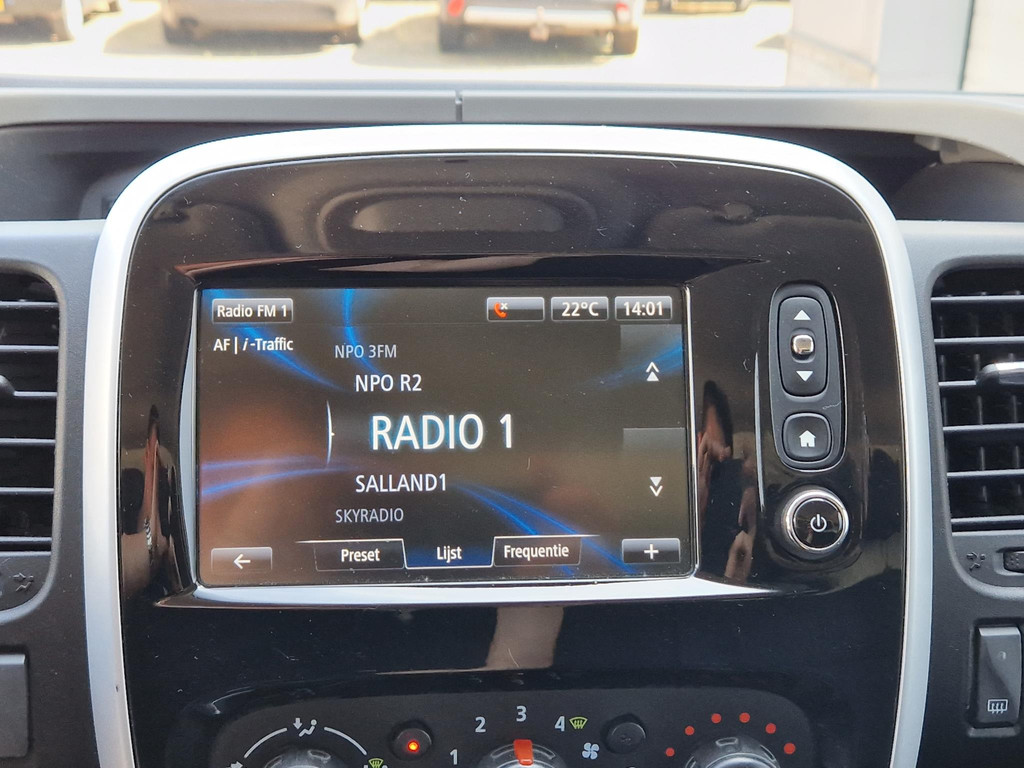 Radio FM 1
22°C
14:01
AF | i-Traffic
NPO 3FM
NPO R2
RADIO 1
SALLAND1
SKYRADIO
Preset
Lijst
Frequentie
+
1 2 3 4